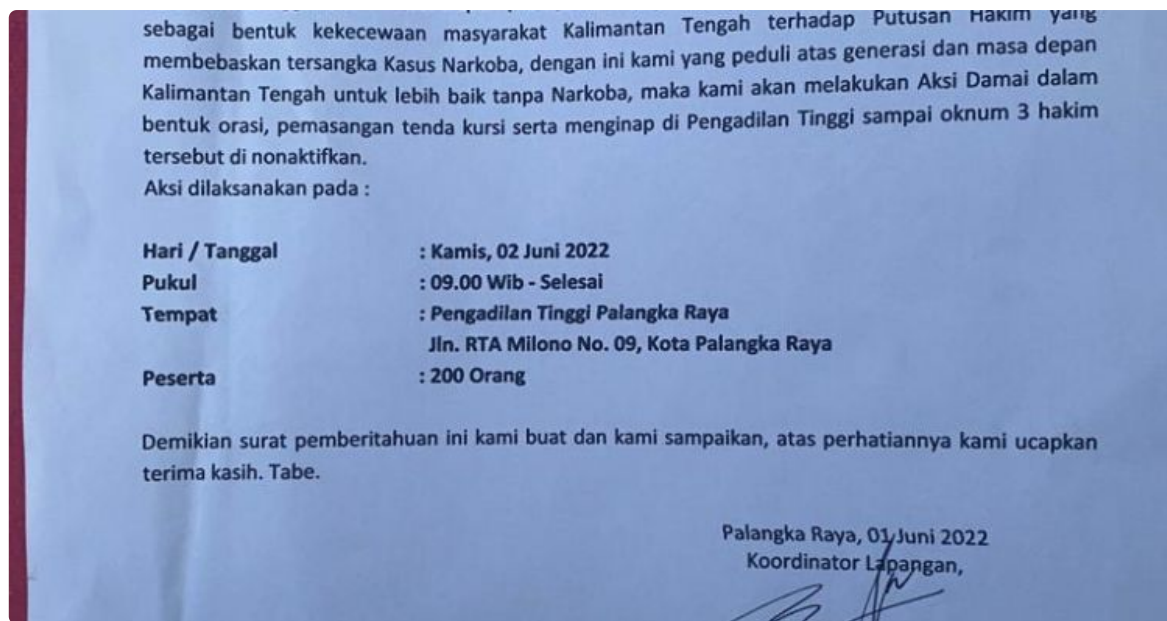 sebagai bentuk kekecewaan masyarakat Kalimantan Tengah terhadap Putusan Hakim yang
membebaskan tersangka Kasus Narkoba, dengan ini kami yang peduli atas generasi dan masa depan
Kalimantan Tengah untuk lebih baik tanpa Narkoba, maka kami akan melakukan Aksi Damai dalam
bentuk orasi, pemasangan tenda kursi serta menginap di Pengadilan Tinggi sampai oknum 3 hakim
tersebut di nonaktifkan.
Aksi dilaksanakan pada :
Hari / Tanggal : Kamis, 02 Juni 2022
Pukul : 09.00 Wib - Selesai
Tempat : Pengadilan Tinggi Palangka Raya
Jln. RTA Milono No. 09, Kota Palangka Raya
Peserta : 200 Orang
Demikian surat pemberitahuan ini kami buat dan kami sampaikan, atas perhatiannya kami ucapkan
terima kasih. Tabe.
Palangka Raya, 01 Juni 2022
Koordinator Lapangan,